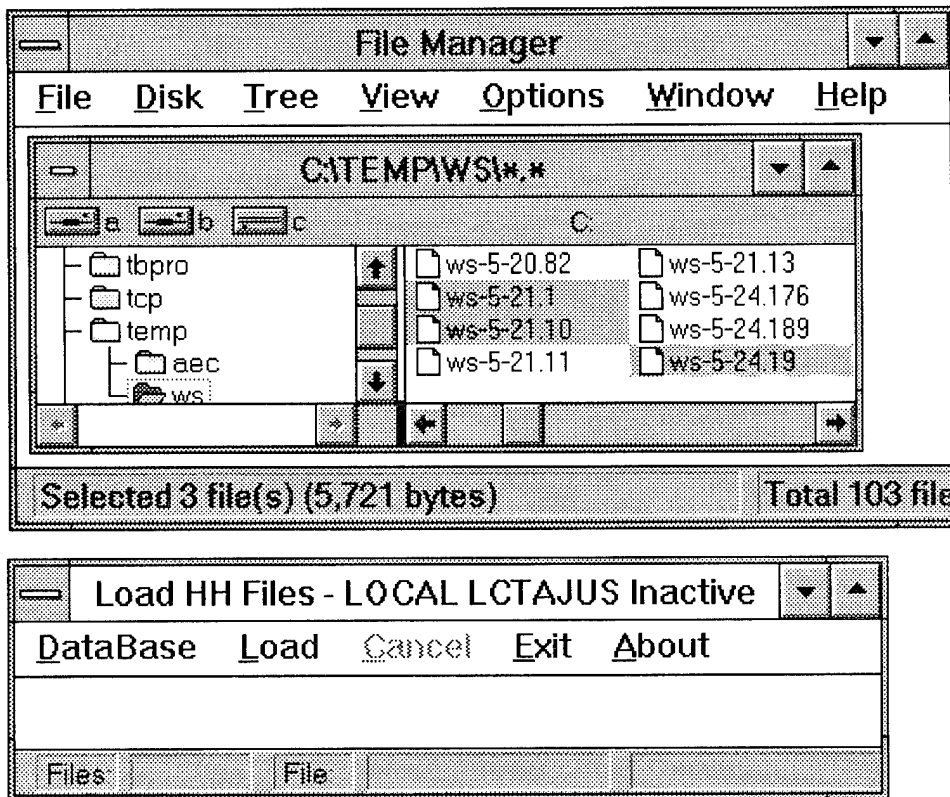 File Manager
File Disk Tree View Options Window Help
C:\TEMP\WS\*.*
a b c C:
tbpro
tcp
temp
aec
ws
ws-5-20.82 ws-5-21.13
ws-5-21.1 ws-5-24.176
ws-5-21.10 ws-5-24.189
ws-5-21.11 ws-5-24.19
Selected 3 file(s) (5,721 bytes) Total 103 file
Load HH Files - LOCAL LCTAJUS Inactive
DataBase Load Cancel Exit About
Files File